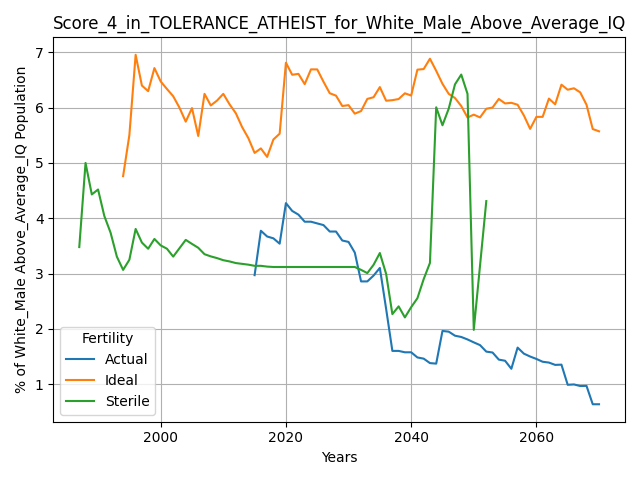 Score_4_in_TOLERANCE_ATHEIST_for_White_Male_Above_Average_IQ
% of White_Male Above_Average_IQ Population
7
6
5
4
3
2
1
Fertility
Actual
Ideal
Sterile
2000
2020
2040
2060
Years